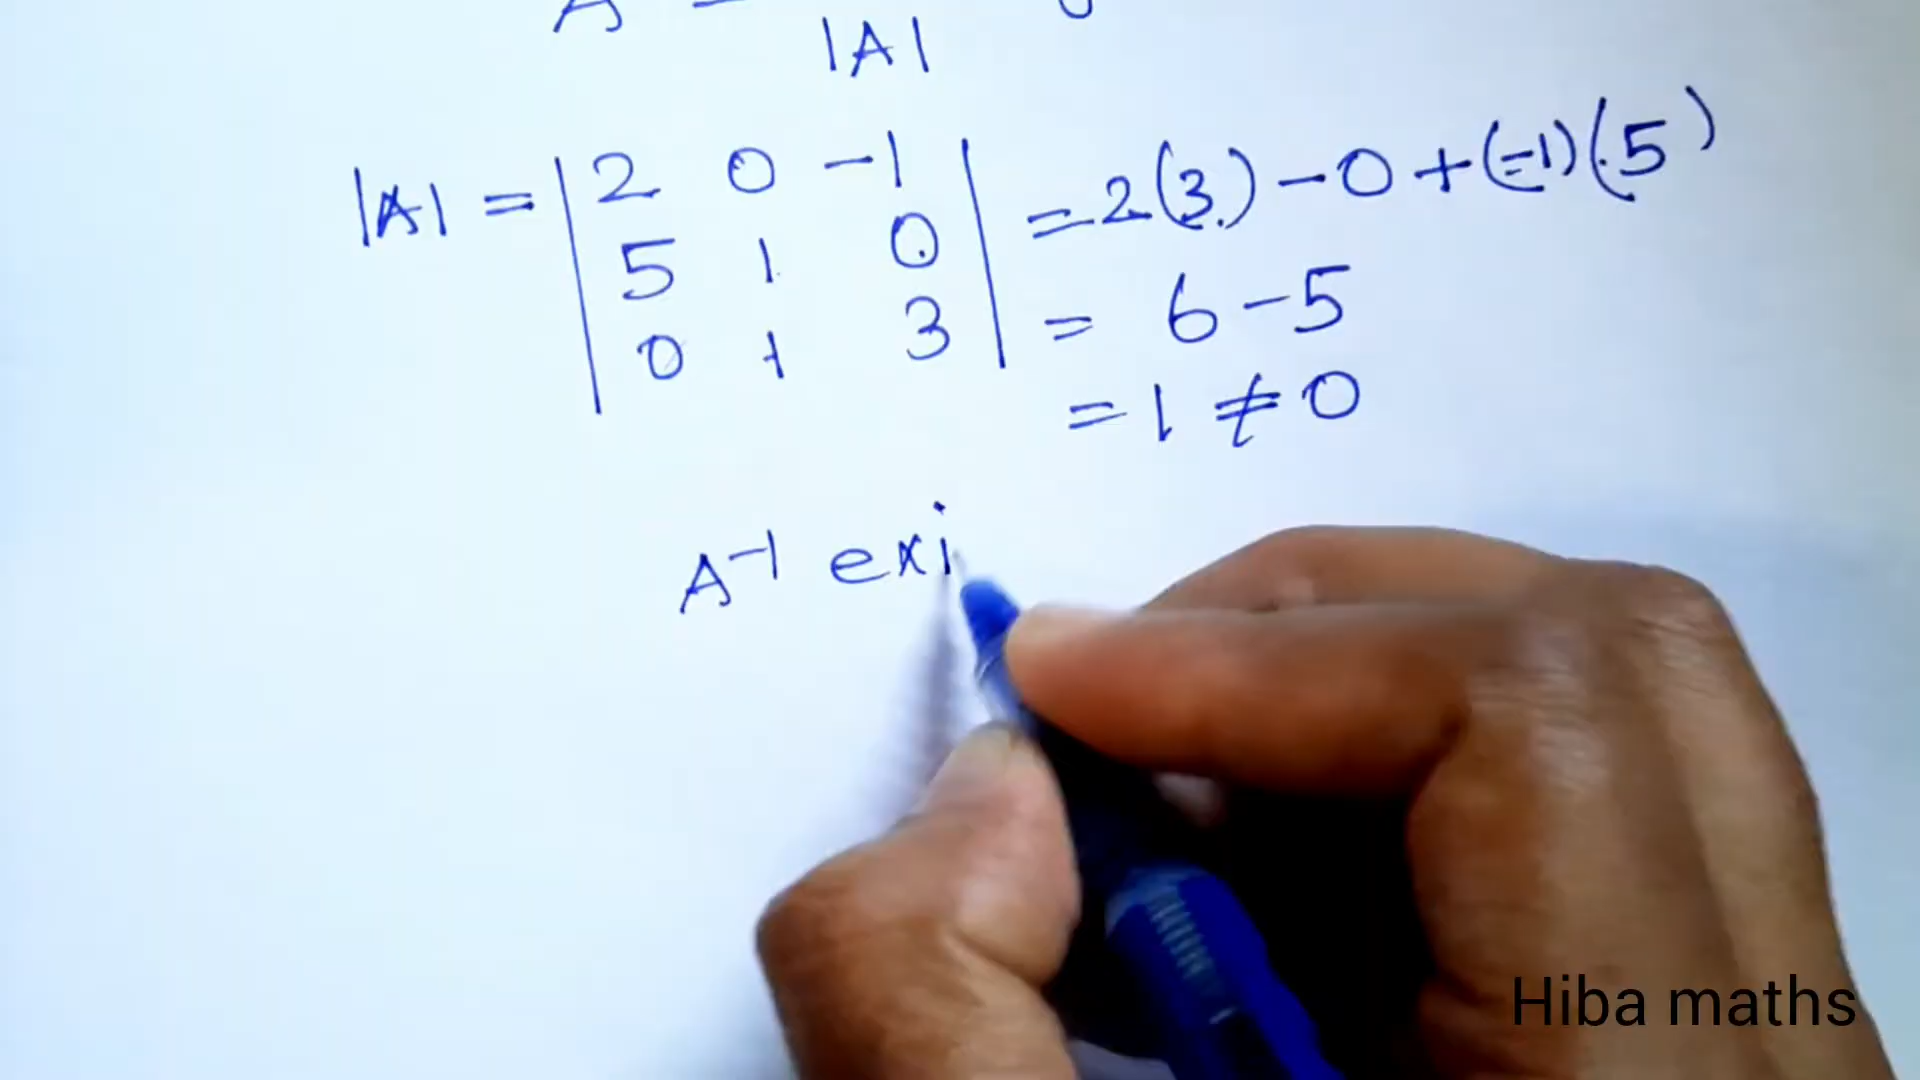 A =
|A|
|A| = | 2 0 -1 | = 2(3) - 0 + (-1)(5)
5 1 0
0 1 3
= 6 - 5
= 1 ≠ 0
A⁻¹ exi
Hiba maths